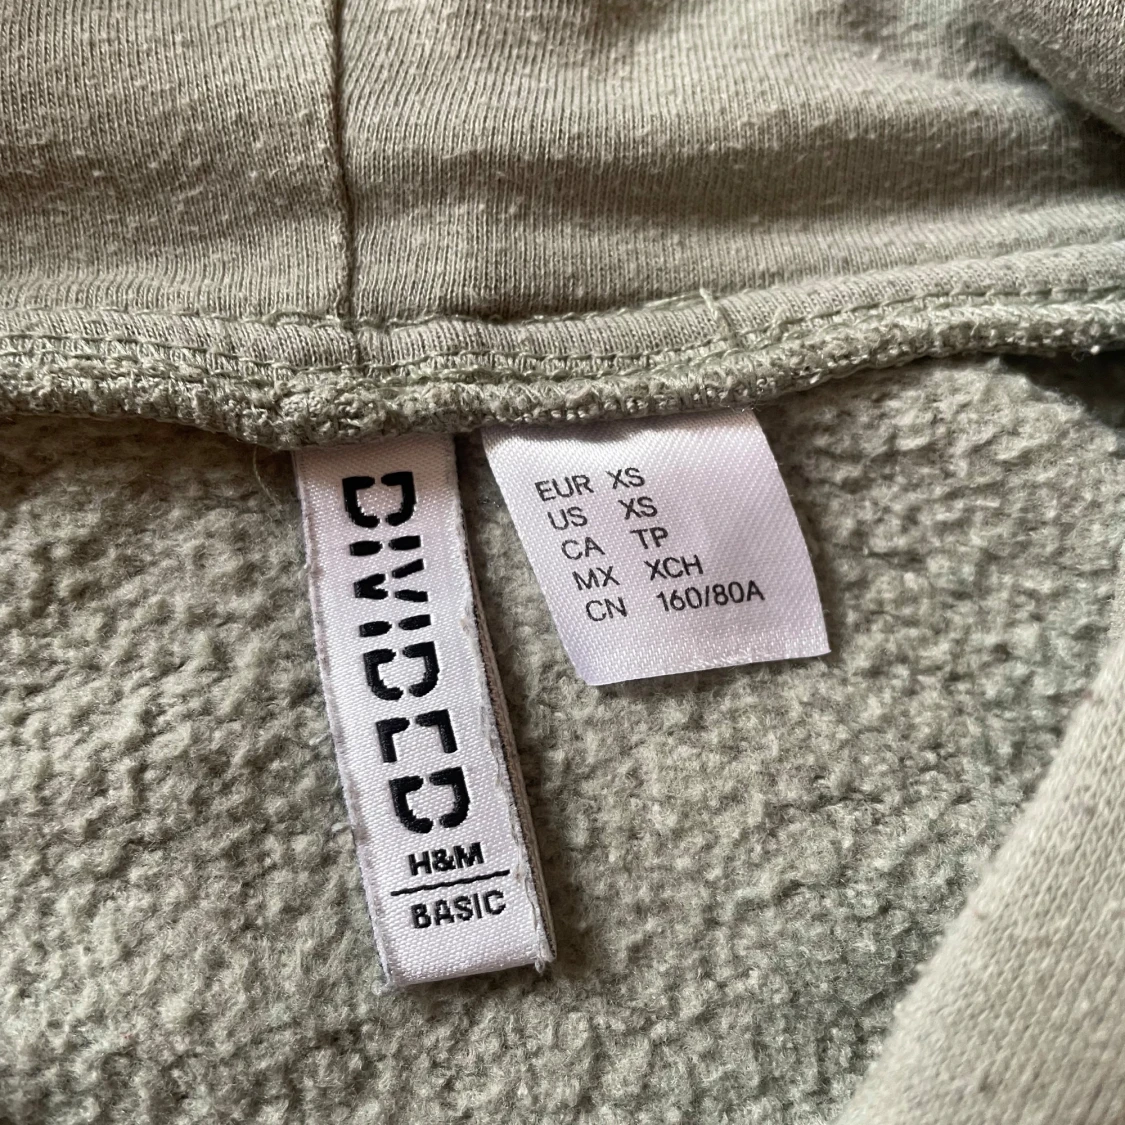 DIVIDED
H&M
BASIC
EUR XS
US XS
CA TP
MX XCH
CN 160/80A